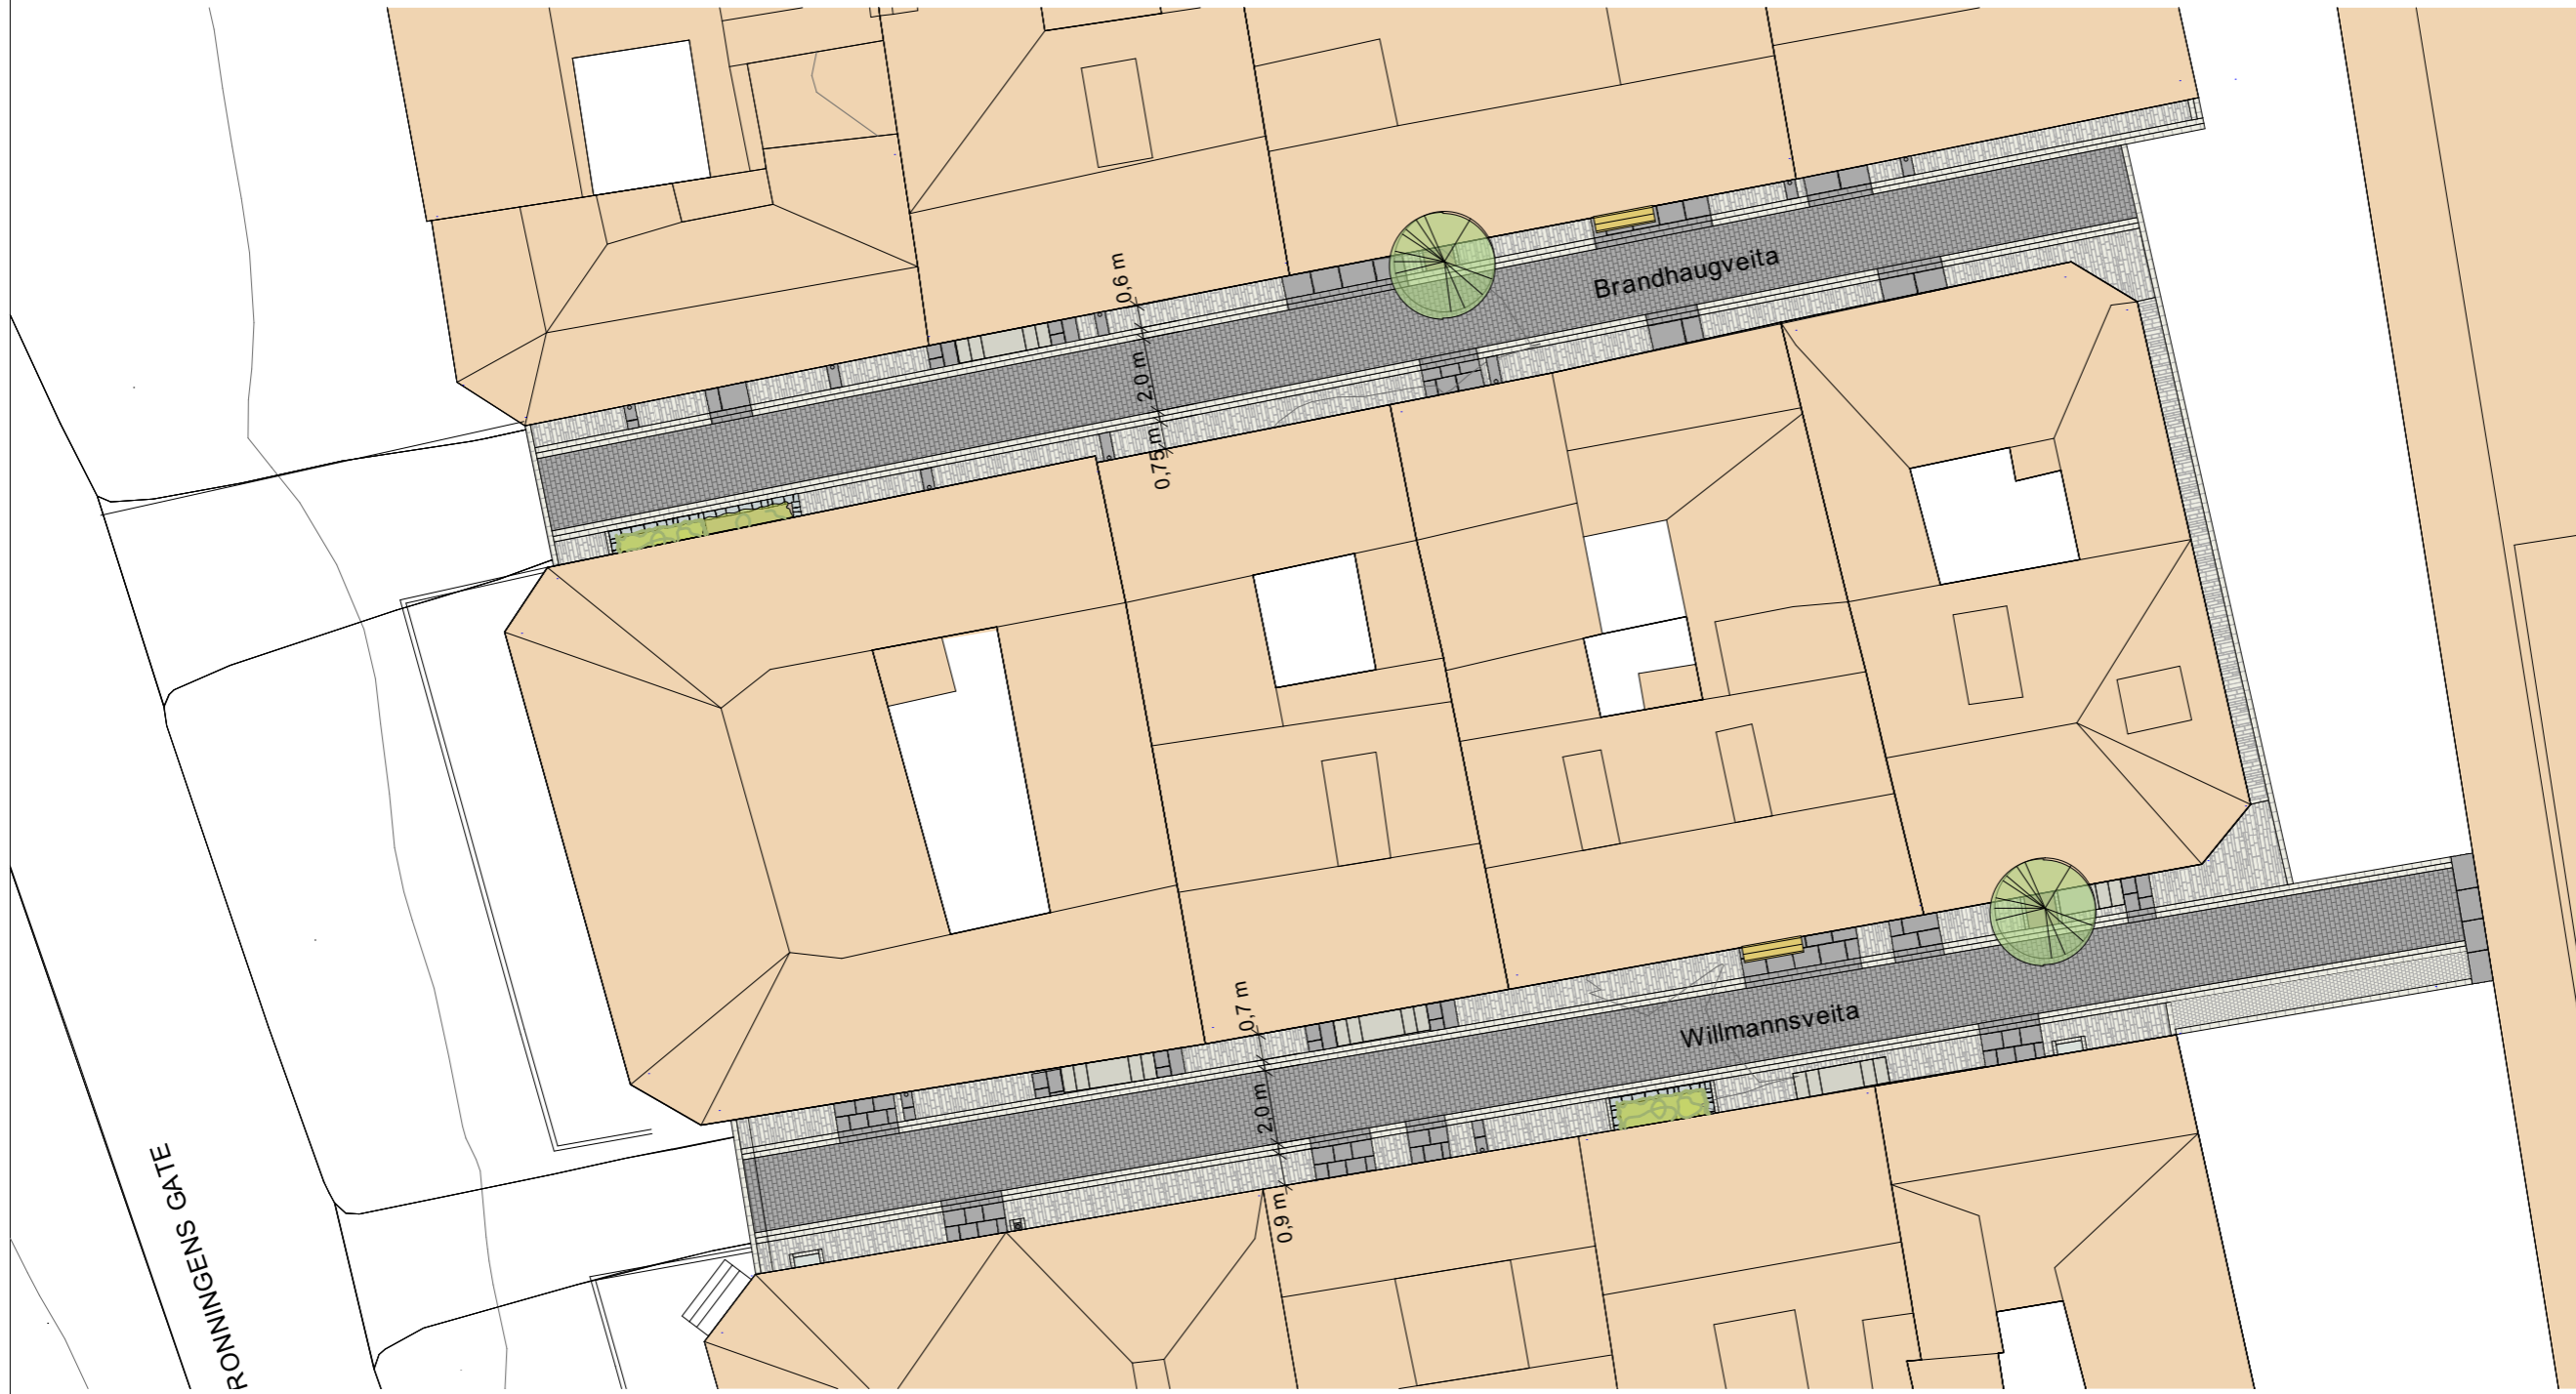 0,6 m
Brandhaugveita
2,0 m
0,75 m
0,7 m
Willmannsveita
2,0 m
0,9 m
RONNINGENS GATE